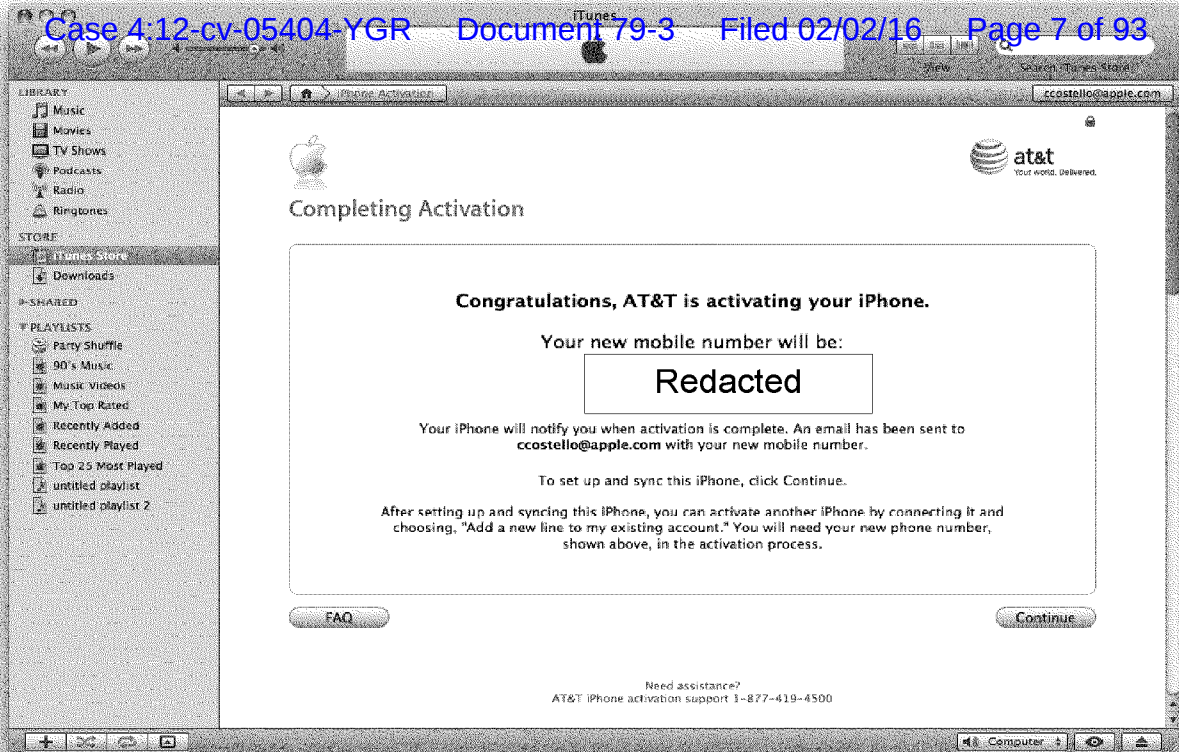 iTunes
Case 4:12-cv-05404-YGR Document 79-3 Filed 02/02/16 Page 7 of 93
View
Search iTunes Store
LIBRARY
Music
Movies
TV Shows
Podcasts
Radio
Ringtones
STORE
iTunes Store
Downloads
SHARED
PLAYLISTS
Party Shuffle
90's Music
Music Videos
My Top Rated
Recently Added
Recently Played
Top 25 Most Played
untitled playlist
untitled playlist 2
iPhone Activation
ccostello@apple.com
at&t
Your world. Delivered.
Completing Activation
Congratulations, AT&T is activating your iPhone.
Your new mobile number will be:
Redacted
Your iPhone will notify you when activation is complete. An email has been sent to
ccostello@apple.com with your new mobile number.
To set up and sync this iPhone, click Continue.
After setting up and syncing this iPhone, you can activate another iPhone by connecting it and
choosing, "Add a new line to my existing account." You will need your new phone number,
shown above, in the activation process.
FAQ
Continue
Need assistance?
AT&T iPhone activation support 1-877-419-4500
Computer